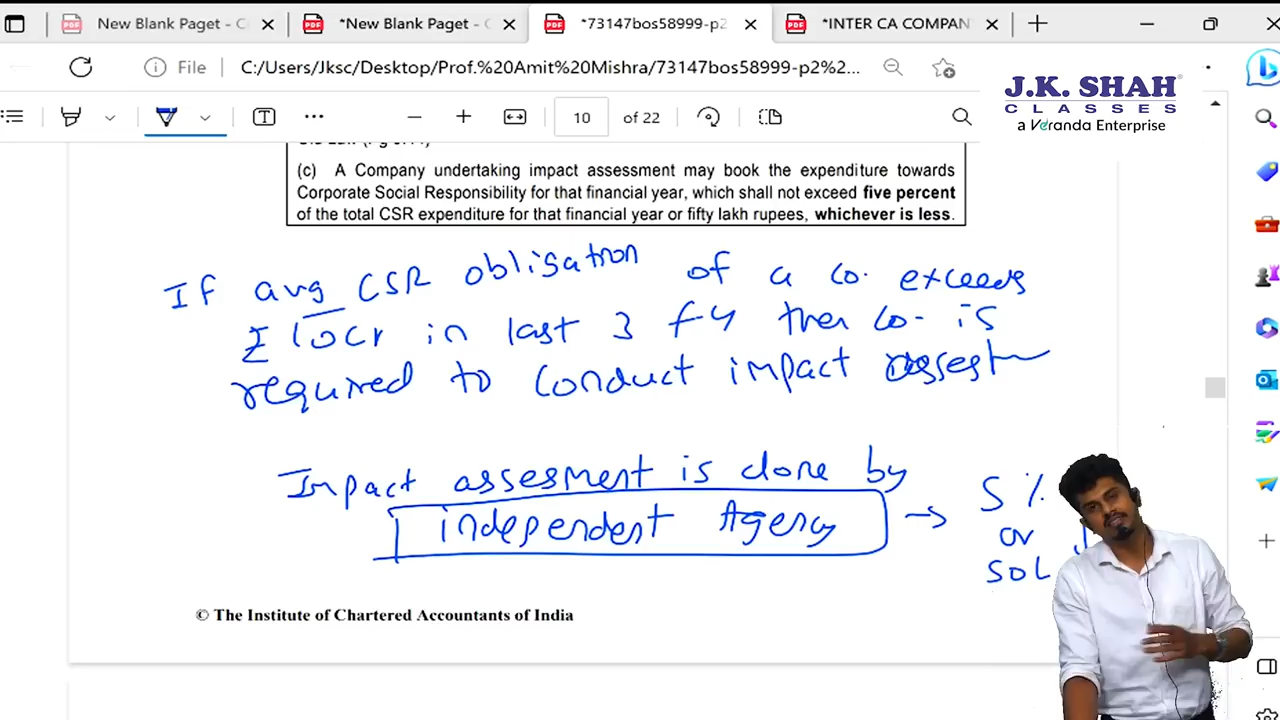 New Blank Paget - C
*New Blank Paget - C
*73147bos58999-p2
*INTER CA COMPAN
File
C:/Users/Jksc/Desktop/Prof.%20Amit%20Mishra/73147bos58999-p2%2...
J.K. SHAH
CLASSES
a Veranda Enterprise
10 of 22
(c) A Company undertaking impact assessment may book the expenditure towards
Corporate Social Responsibility for that financial year, which shall not exceed five percent
of the total CSR expenditure for that financial year or fifty lakh rupees, whichever is less.
If avg CSR obligation of a co. exceeds
₹ 10cr in last 3 fy then co. is
required to conduct impact
Impact assesment is done by
independent Agency → 5%
or
50L
© The Institute of Chartered Accountants of India